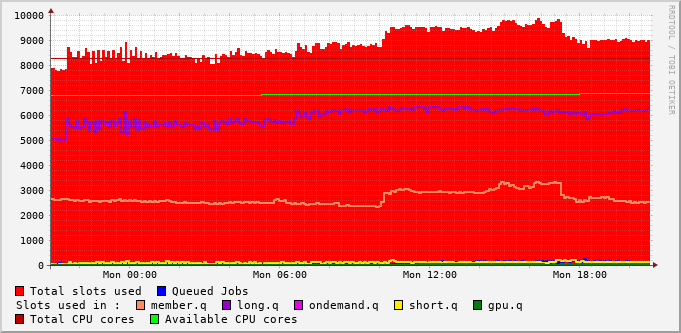 10000
9000
8000
7000
6000
5000
4000
3000
2000
1000
0
Mon 00:00 Mon 06:00 Mon 12:00 Mon 18:00
RRDTOOL / TOBI OETIKER
Total slots used Queued Jobs
Slots used in : member.q long.q ondemand.q short.q gpu.q
Total CPU cores Available CPU cores